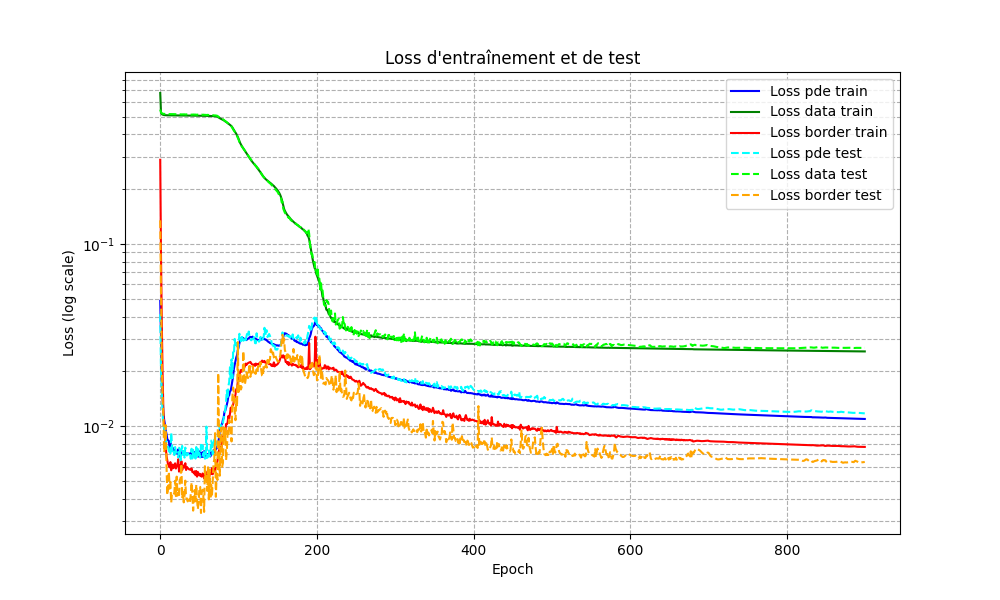 Loss d'entraînement et de test
Loss (log scale)
10⁻¹
10⁻²
Loss pde train
Loss data train
Loss border train
Loss pde test
Loss data test
Loss border test
0 200 400 600 800
Epoch